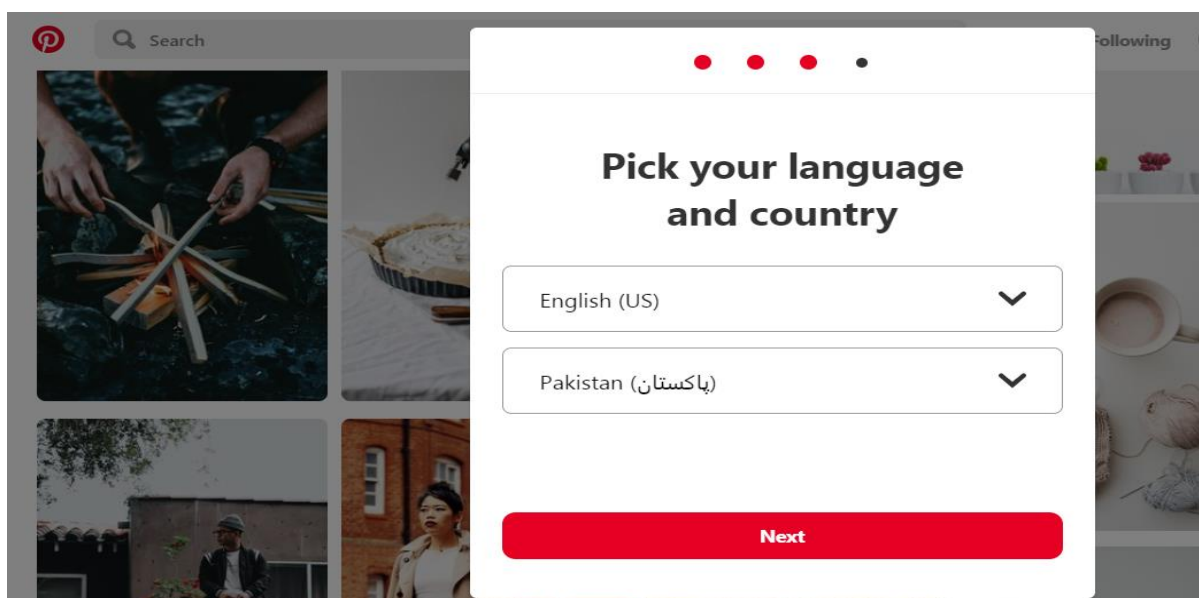 Search
Following
Pick your language
and country
English (US)
Pakistan (پاکستان)
Next